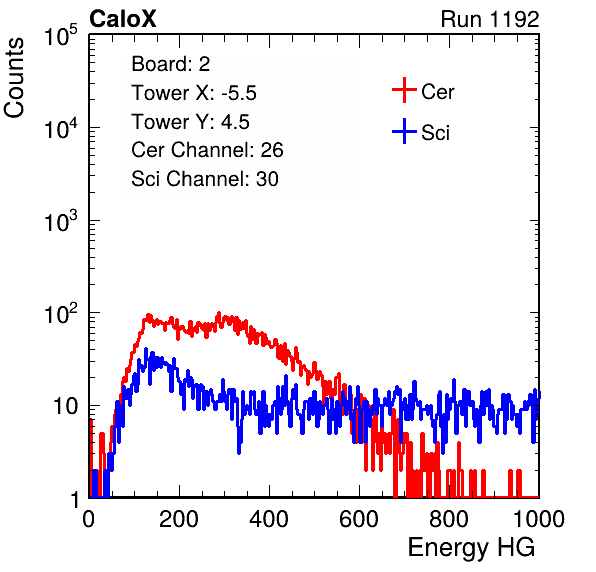 CaloX Run 1192
Counts
10^5
10^4
10^3
10^2
10
1
Board: 2
Tower X: -5.5
Tower Y: 4.5
Cer Channel: 26
Sci Channel: 30
Cer
Sci
0 200 400 600 800 1000
Energy HG